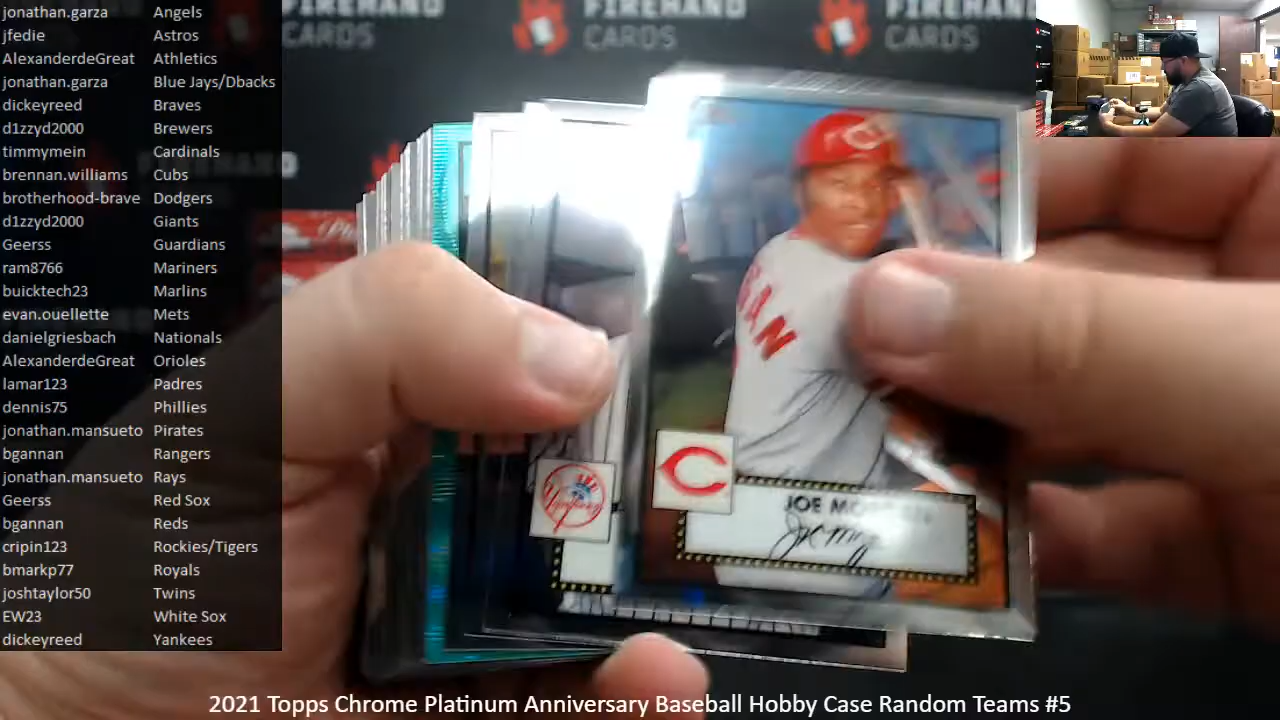 jonathan.garza Angels
jfedie Astros
AlexanderdeGreat Athletics
jonathan.garza Blue Jays/Dbacks
dickeyreed Braves
d1zzyd2000 Brewers
timmymein Cardinals
brennan.williams Cubs
brotherhood-brave Dodgers
d1zzyd2000 Giants
Geerss Guardians
ram8766 Mariners
buicktech23 Marlins
evan.ouellette Mets
danielgriesbach Nationals
AlexanderdeGreat Orioles
lamar123 Padres
dennis75 Phillies
jonathan.mansueto Pirates
bgannan Rangers
jonathan.mansueto Rays
Geerss Red Sox
bgannan Reds
cripin123 Rockies/Tigers
bmarkp77 Royals
joshtaylor50 Twins
EW23 White Sox
dickeyreed Yankees
FIREHAND CARDS
FIREHAND CARDS
FIREHAND CARDS
JOE
2021 Topps Chrome Platinum Anniversary Baseball Hobby Case Random Teams #5